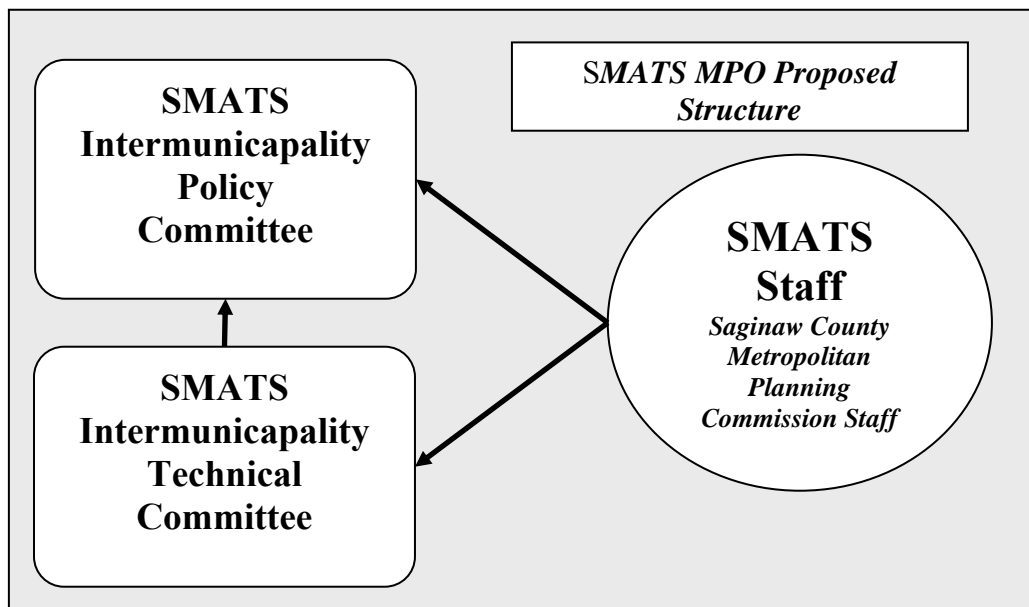 SMATS MPO Proposed
Structure
SMATS
Intermunicapality
Policy
Committee
SMATS
Staff
Saginaw County
Metropolitan
Planning
Commission Staff
SMATS
Intermunicapality
Technical
Committee